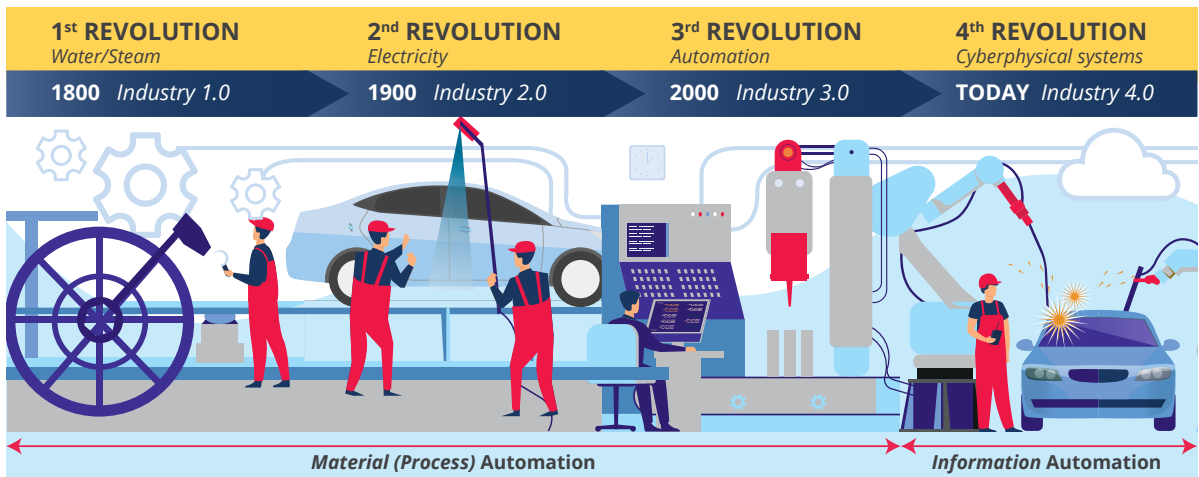 1st REVOLUTION
Water/Steam
1800 Industry 1.0
2nd REVOLUTION
Electricity
1900 Industry 2.0
3rd REVOLUTION
Automation
2000 Industry 3.0
4th REVOLUTION
Cyberphysical systems
TODAY Industry 4.0
Material (Process) Automation
Information Automation